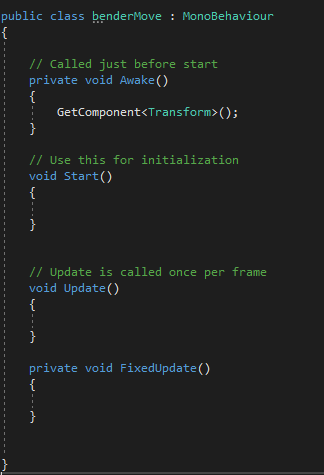 public class benderMove : MonoBehaviour
{
// Called just before start
private void Awake()
{
GetComponent<Transform>();
}
// Use this for initialization
void Start()
{
}
// Update is called once per frame
void Update()
{
}
private void FixedUpdate()
{
}
}